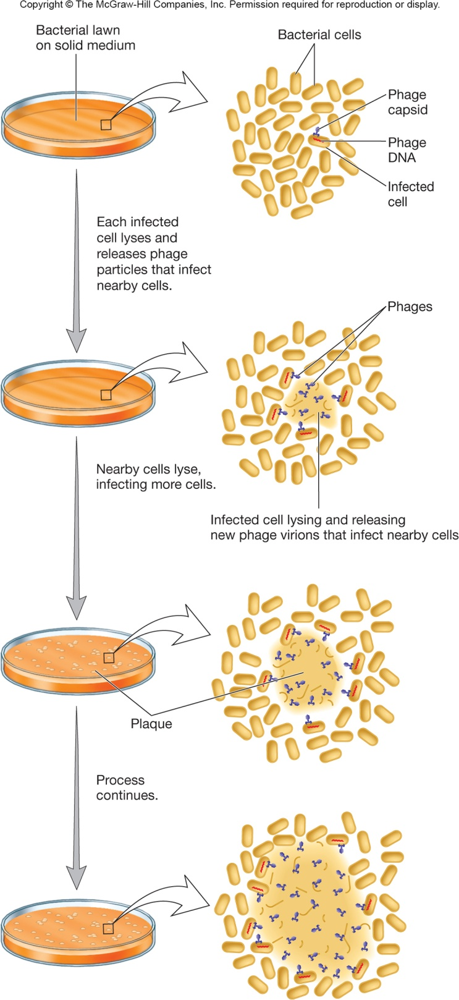 Copyright © The McGraw-Hill Companies, Inc. Permission required for reproduction or display.
Bacterial lawn
on solid medium
Bacterial cells
Phage
capsid
Phage
DNA
Infected
cell
Each infected
cell lyses and
releases phage
particles that infect
nearby cells.
Phages
Nearby cells lyse,
infecting more cells.
Infected cell lysing and releasing
new phage virions that infect nearby cells
Plaque
Process
continues.